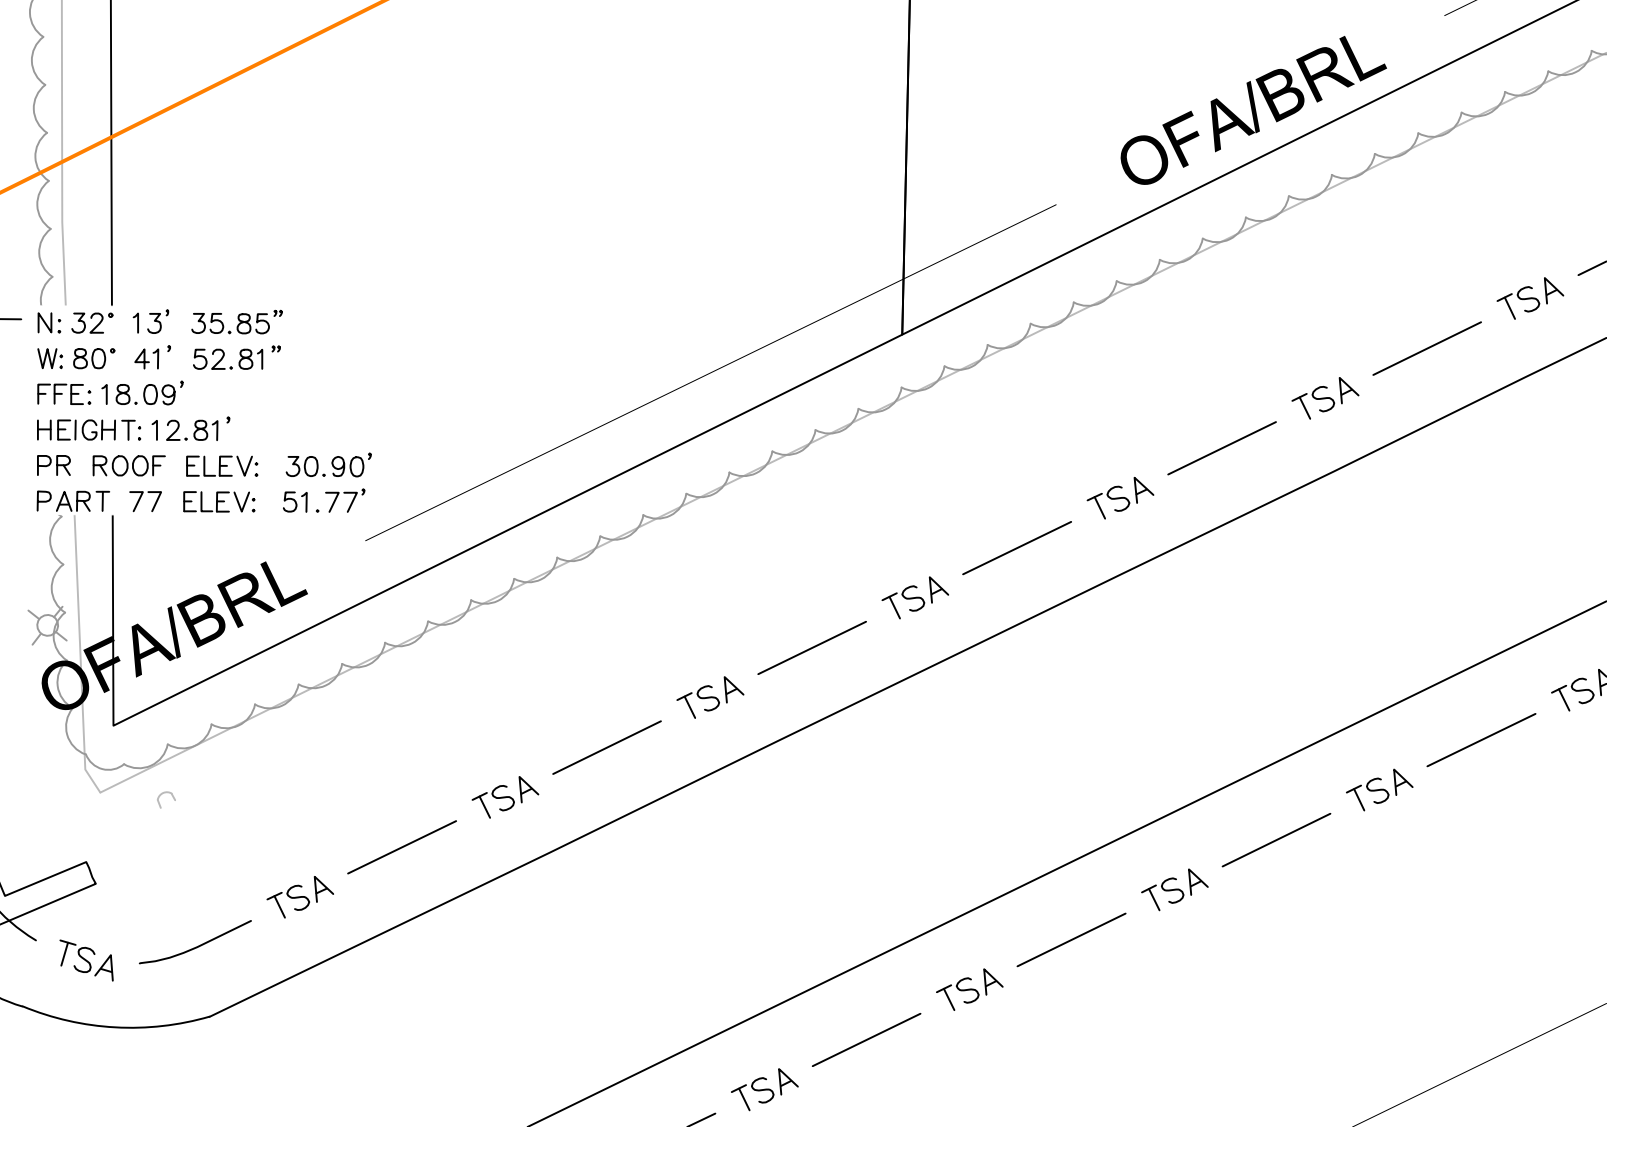 OFA/BRL
N: 32° 13' 35.85"
W: 80° 41' 52.81"
FFE: 18.09'
HEIGHT: 12.81'
PR ROOF ELEV: 30.90'
PART 77 ELEV: 51.77'
OFA/BRL
TSA
TSA
TSA
TSA
TSA
TSA
TSA
TSA
TSA
TSA
TSA
TSA
TSA